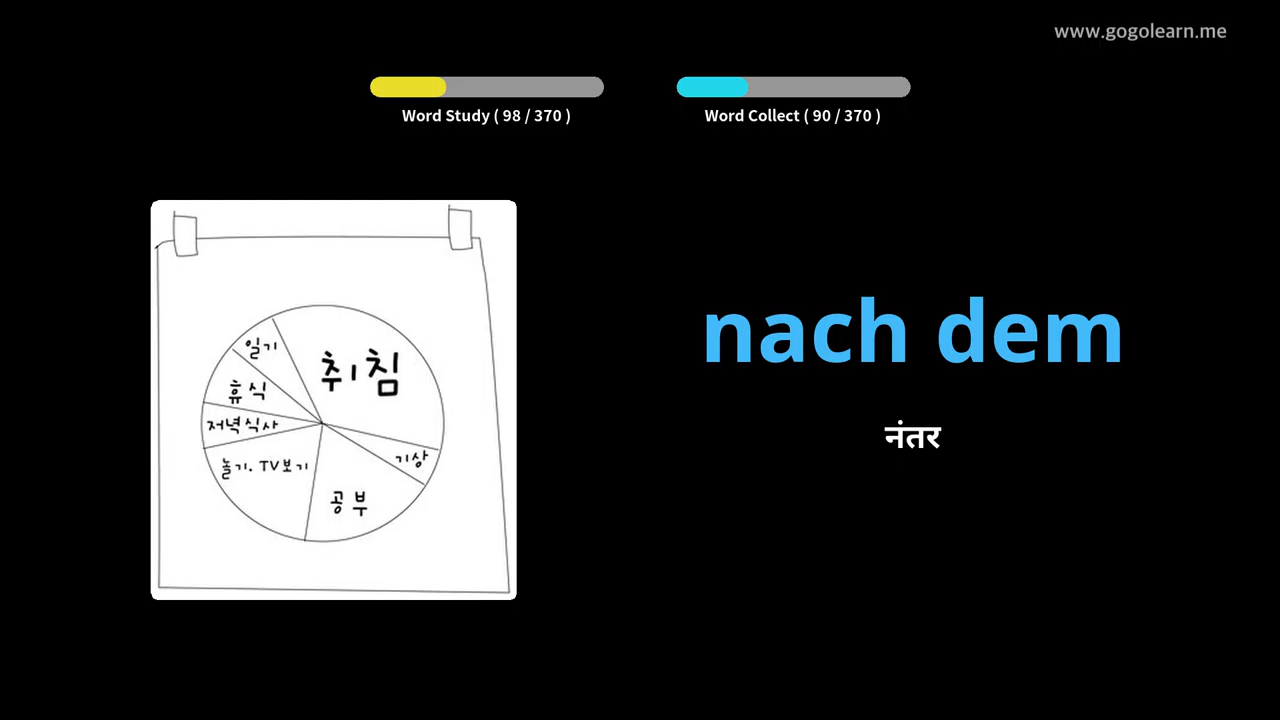 www.gogolearn.me
Word Study ( 98 / 370 )
Word Collect ( 90 / 370 )
일기
취침
휴식
저녁식사
놀기. TV보기
기상
공부
nach dem
नंतर